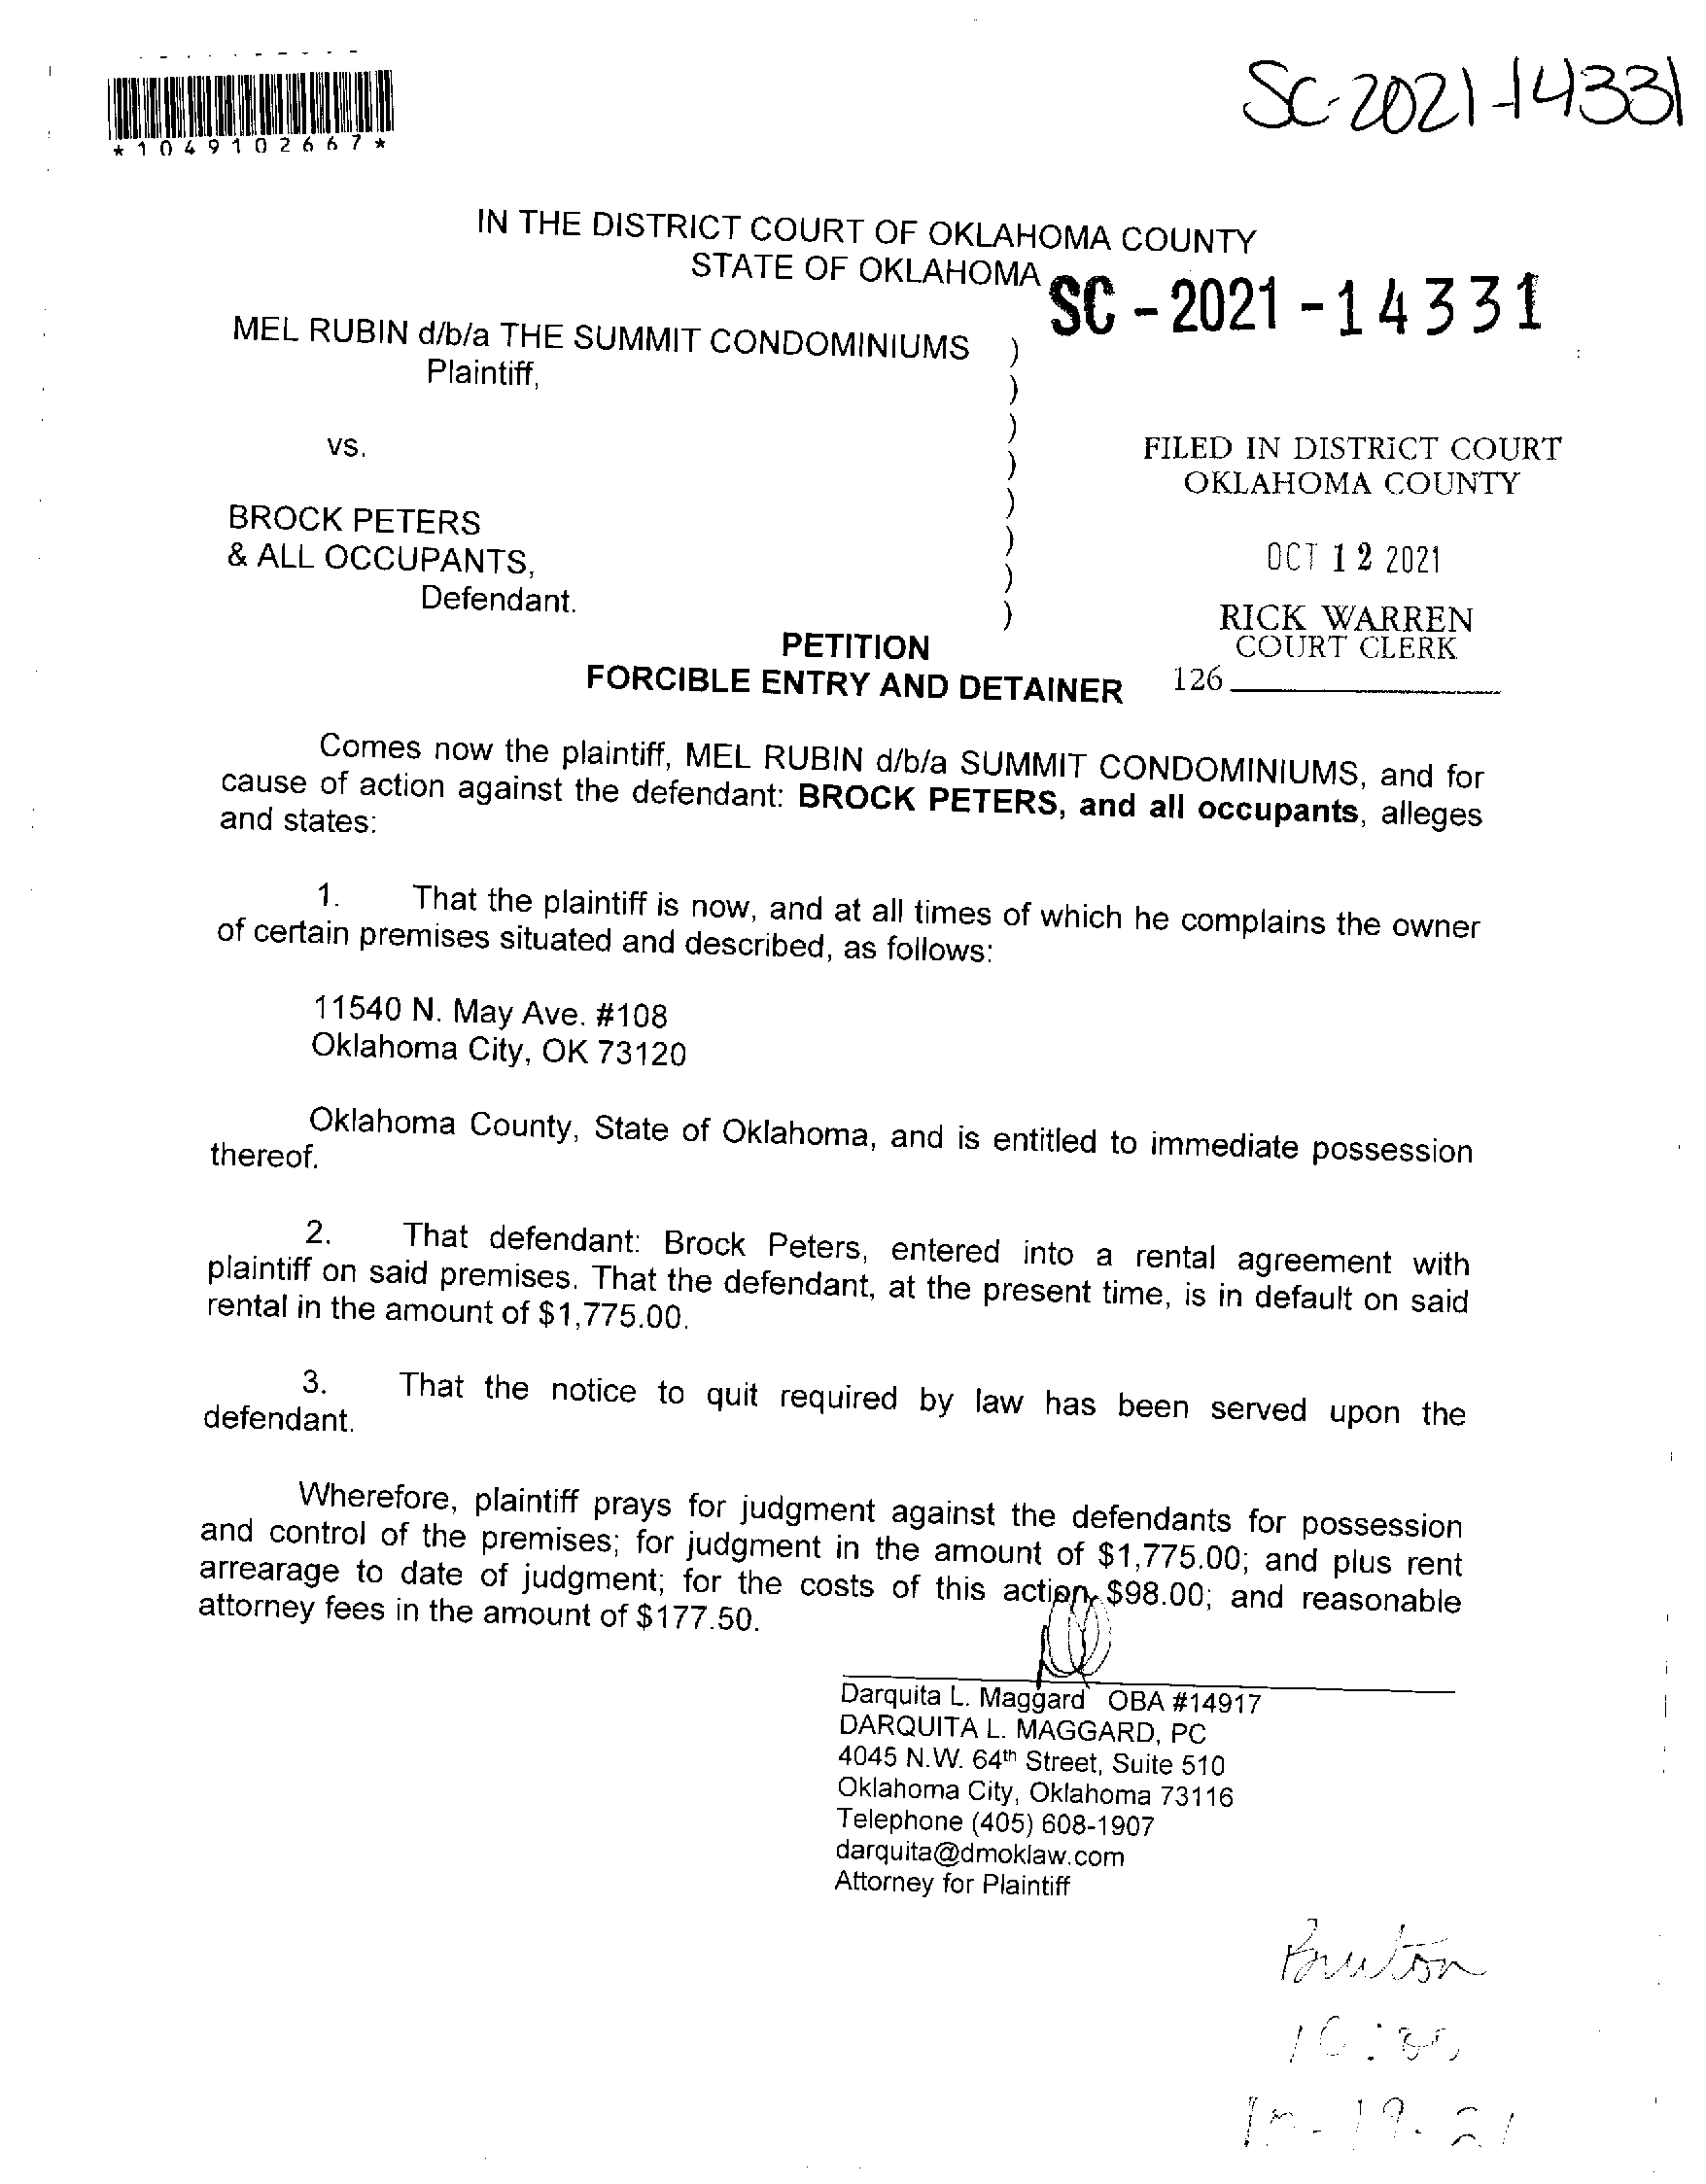 SC-2021-14331
*1049102667*
IN THE DISTRICT COURT OF OKLAHOMA COUNTY
STATE OF OKLAHOMA
SC - 2021 - 14331
MEL RUBIN d/b/a THE SUMMIT CONDOMINIUMS )
Plaintiff, )
)
vs. )
)
BROCK PETERS )
& ALL OCCUPANTS, )
Defendant. )
FILED IN DISTRICT COURT
OKLAHOMA COUNTY
OCT 12 2021
RICK WARREN
COURT CLERK
126
PETITION
FORCIBLE ENTRY AND DETAINER
Comes now the plaintiff, MEL RUBIN d/b/a SUMMIT CONDOMINIUMS, and for
cause of action against the defendant: BROCK PETERS, and all occupants, alleges
and states:
1. That the plaintiff is now, and at all times of which he complains the owner
of certain premises situated and described, as follows:
11540 N. May Ave. #108
Oklahoma City, OK 73120
Oklahoma County, State of Oklahoma, and is entitled to immediate possession
thereof.
2. That defendant: Brock Peters, entered into a rental agreement with
plaintiff on said premises. That the defendant, at the present time, is in default on said
rental in the amount of $1,775.00.
3. That the notice to quit required by law has been served upon the
defendant.
Wherefore, plaintiff prays for judgment against the defendants for possession
and control of the premises; for judgment in the amount of $1,775.00; and plus rent
arrearage to date of judgment; for the costs of this action, $98.00; and reasonable
attorney fees in the amount of $177.50.
Darquita L. Maggard OBA #14917
DARQUITA L. MAGGARD, PC
4045 N.W. 64th Street, Suite 510
Oklahoma City, Oklahoma 73116
Telephone (405) 608-1907
darquita@dmoklaw.com
Attorney for Plaintiff
Bruton